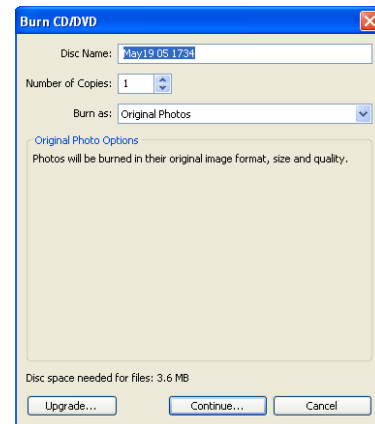 Burn CD/DVD
Disc Name: May19 05 1734
Number of Copies: 1
Burn as: Original Photos
Original Photo Options
Photos will be burned in their original image format, size and quality.
Disc space needed for files: 3.6 MB
Upgrade... Continue... Cancel